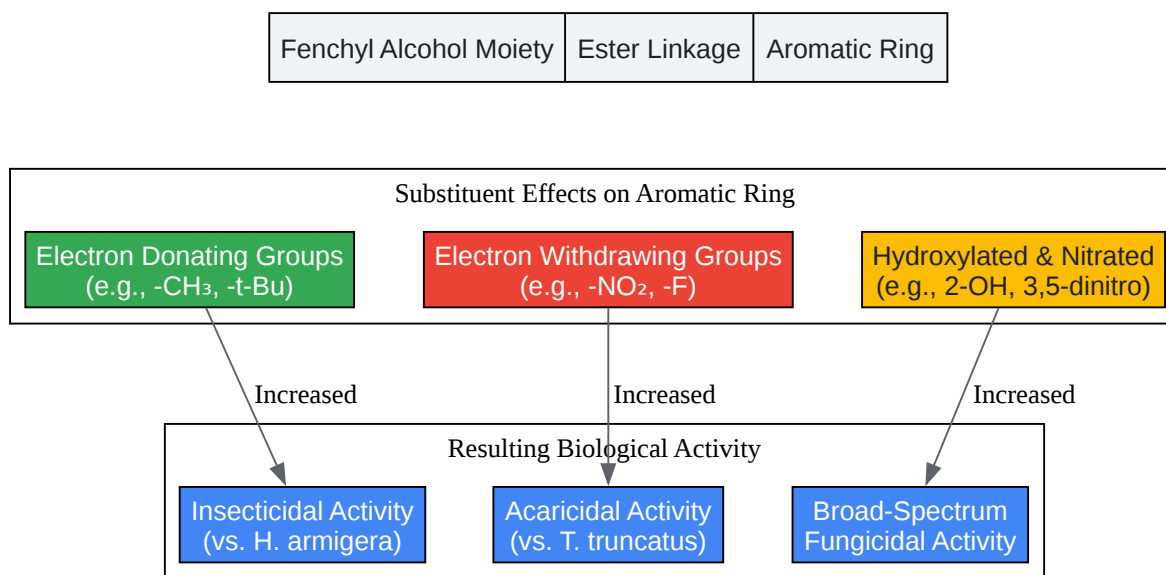 Fenchyl Alcohol Moiety
Ester Linkage
Aromatic Ring
Substituent Effects on Aromatic Ring
Electron Donating Groups
(e.g., -CH₃, -t-Bu)
Electron Withdrawing Groups
(e.g., -NO₂, -F)
Hydroxylated & Nitrated
(e.g., 2-OH, 3,5-dinitro)
Increased
Increased
Increased
Resulting Biological Activity
Insecticidal Activity
(vs. H. armigera)
Acaricidal Activity
(vs. T. truncatus)
Broad-Spectrum
Fungicidal Activity